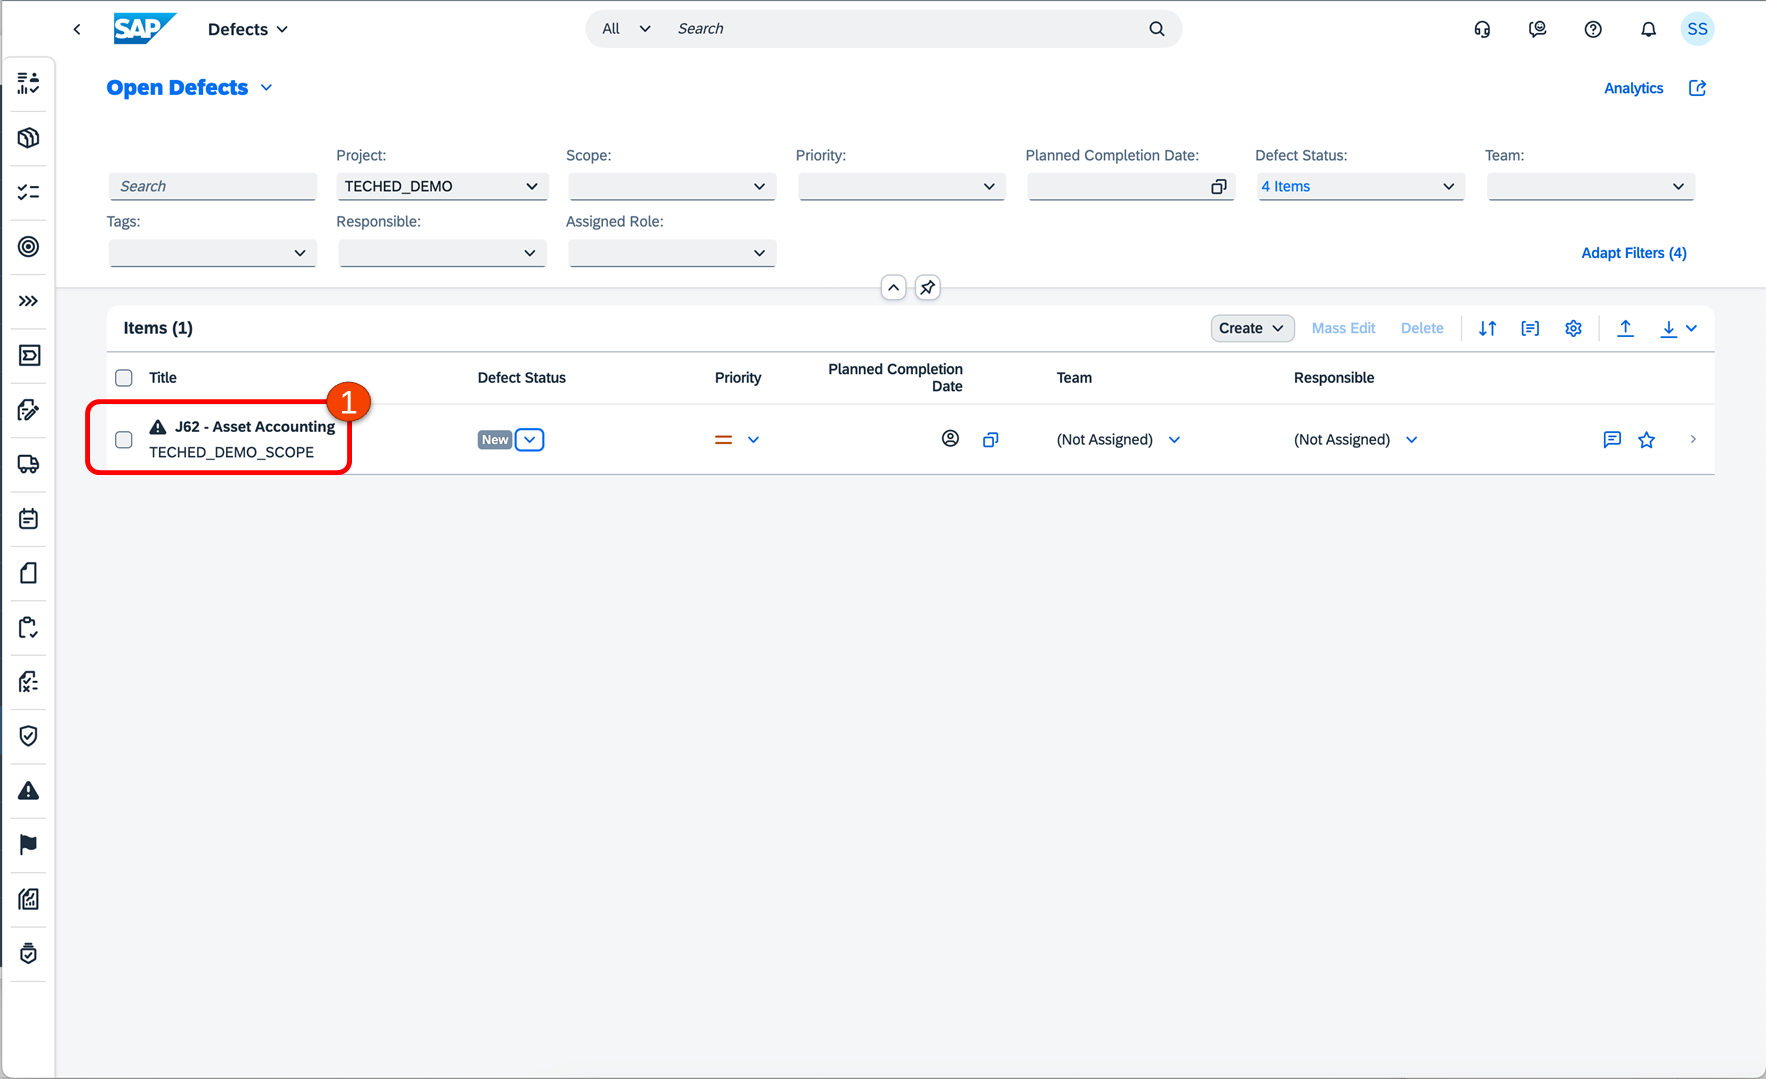 SAP
Defects
All
Search
SS
Open Defects
Analytics
Project:
Scope:
Priority:
Planned Completion Date:
Defect Status:
Team:
Search
TECHED_DEMO
4 Items
Tags:
Responsible:
Assigned Role:
Adapt Filters (4)
Items (1)
Create
Mass Edit
Delete
Title
Defect Status
Priority
Planned Completion
Date
Team
Responsible
1
J62 - Asset Accounting
TECHED_DEMO_SCOPE
New
(Not Assigned)
(Not Assigned)